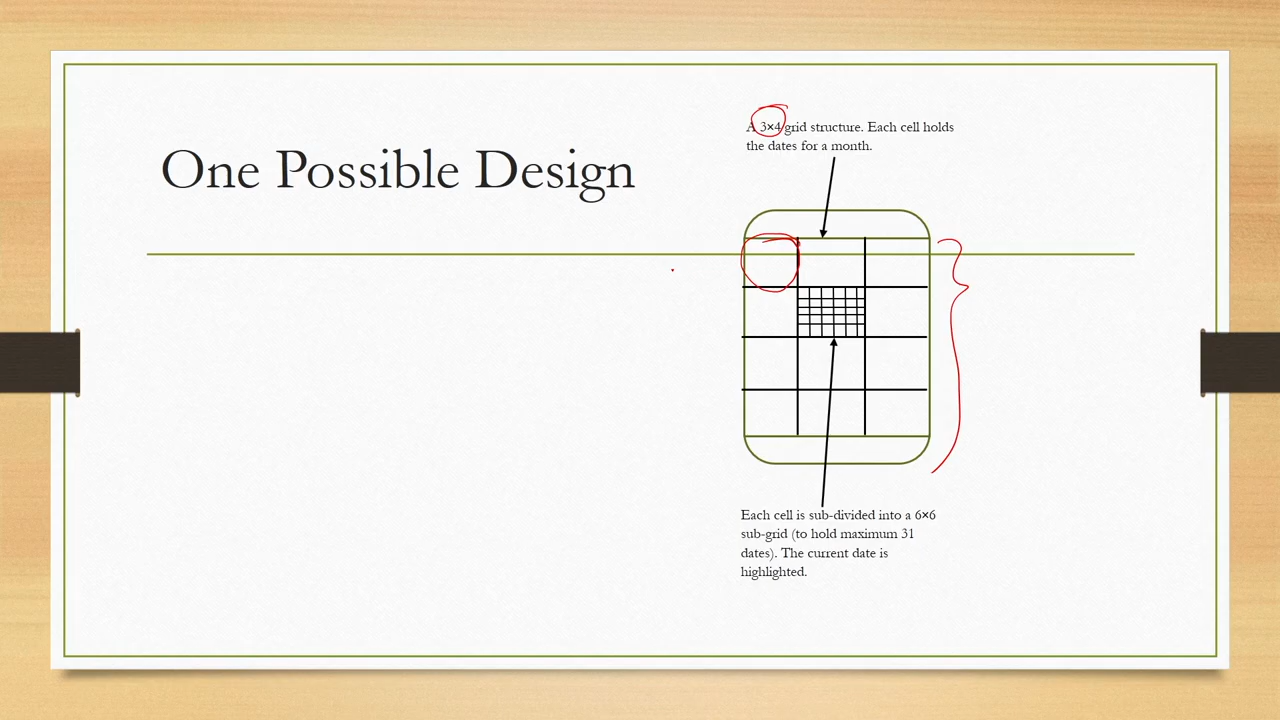 One Possible Design
A 3×4 grid structure. Each cell holds
the dates for a month.
Each cell is sub-divided into a 6×6
sub-grid (to hold maximum 31
dates). The current date is
highlighted.